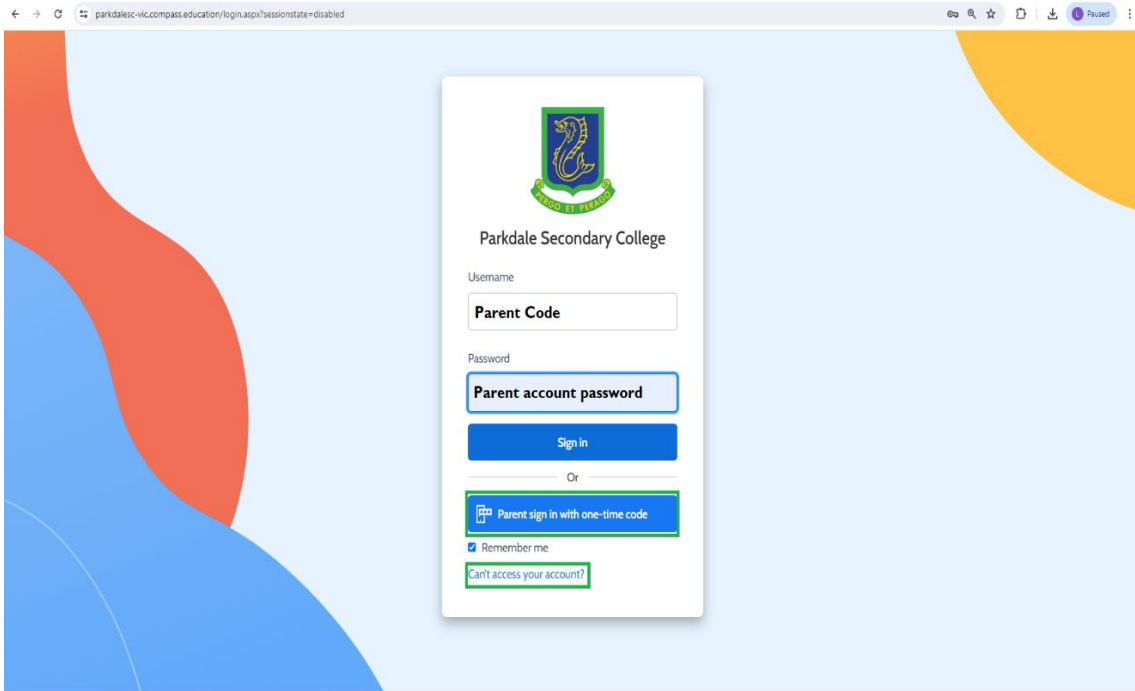 parkdalesc-vic.compass.education/login.aspx?sessionstate=disabled
L Paused
PERGO ET PERAGO
Parkdale Secondary College
Username
Parent Code
Password
Parent account password
Sign in
Or
Parent sign in with one-time code
Remember me
Can't access your account?